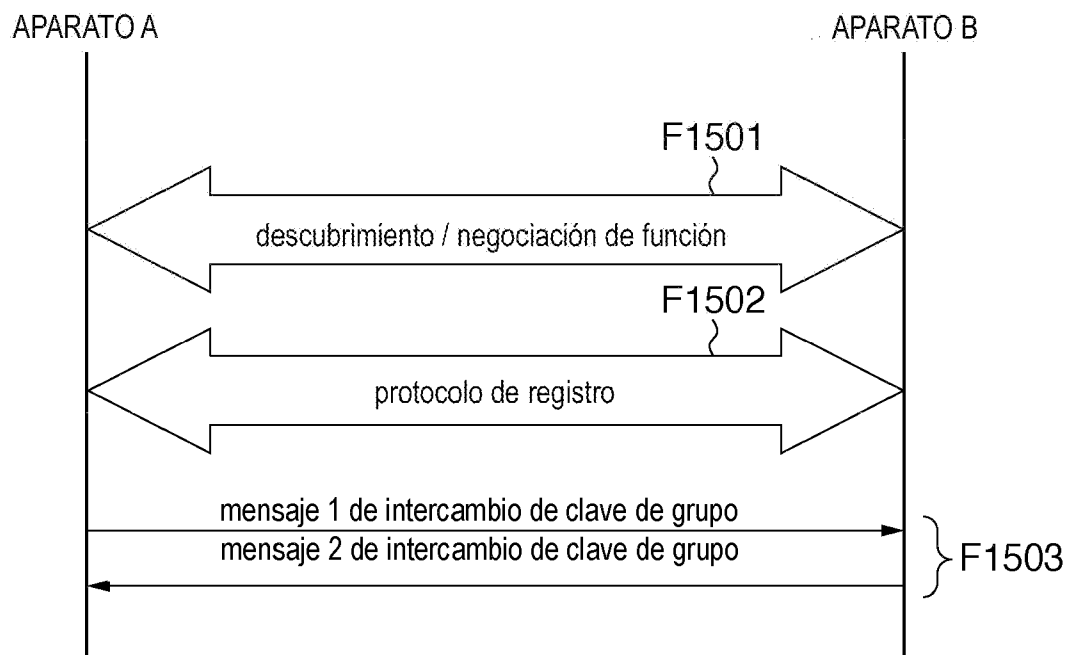 APARATO A
APARATO B
F1501
descubrimiento / negociación de función
F1502
protocolo de registro
mensaje 1 de intercambio de clave de grupo
mensaje 2 de intercambio de clave de grupo
F1503